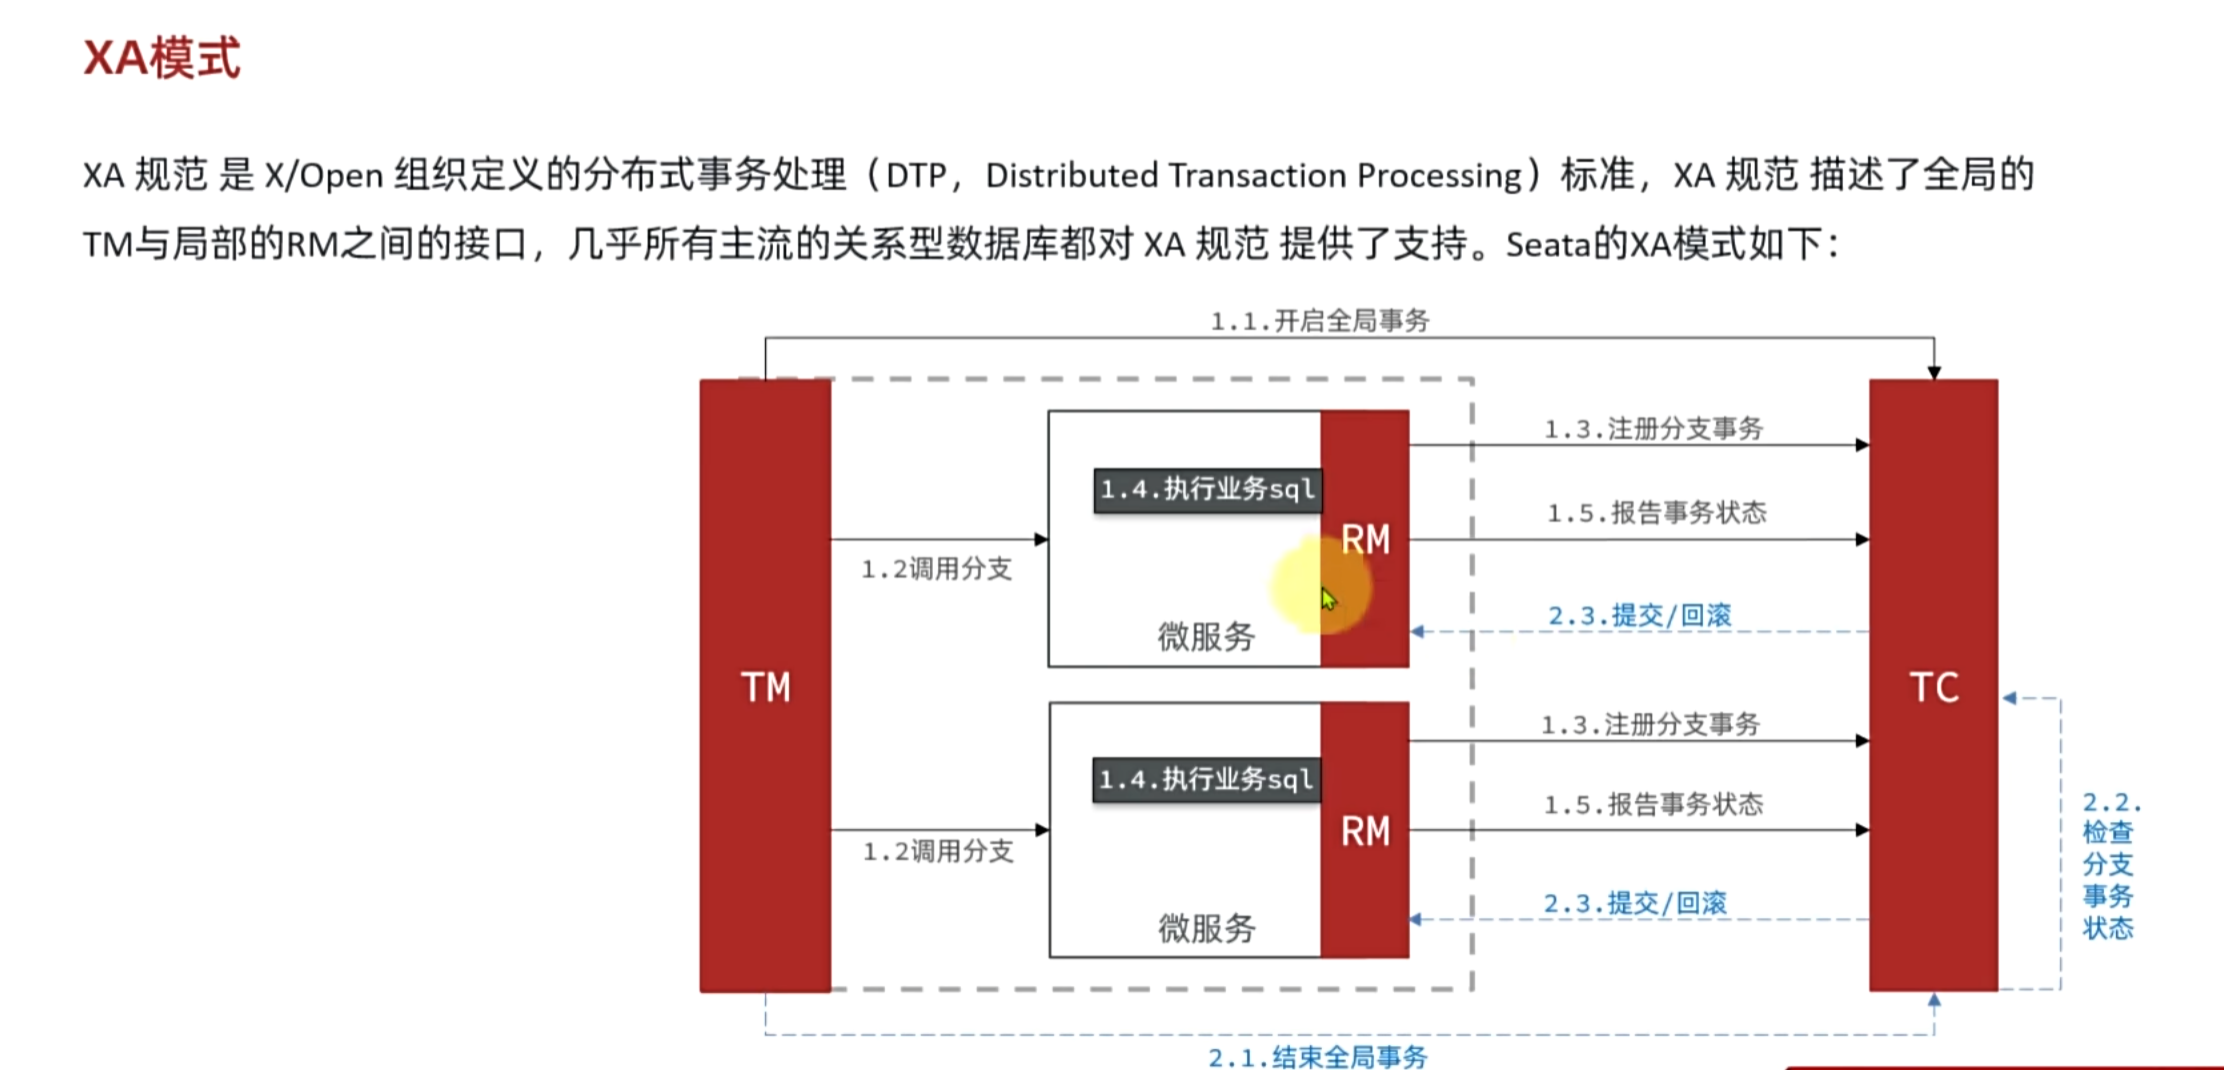 XA模式
XA 规范 是 X/Open 组织定义的分布式事务处理（DTP，Distributed Transaction Processing）标准，XA 规范 描述了全局的
TM与局部的RM之间的接口，几乎所有主流的关系型数据库都对 XA 规范 提供了支持。Seata的XA模式如下：
1.1.开启全局事务
TM
1.2调用分支
1.4.执行业务sql
微服务
RM
1.3.注册分支事务
1.5.报告事务状态
2.3.提交/回滚
1.2调用分支
1.4.执行业务sql
微服务
RM
1.3.注册分支事务
1.5.报告事务状态
2.3.提交/回滚
TC
2.2.
检查
分支
事务
状态
2.1.结束全局事务